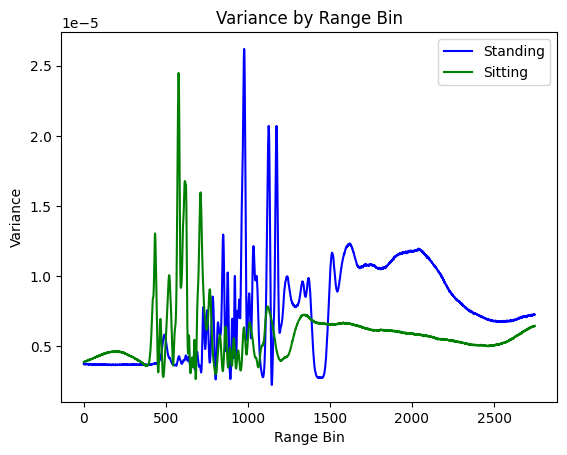 Variance by Range Bin
1e−5
Standing
Sitting
2.5
2.0
1.5
1.0
0.5
Variance
0 500 1000 1500 2000 2500
Range Bin